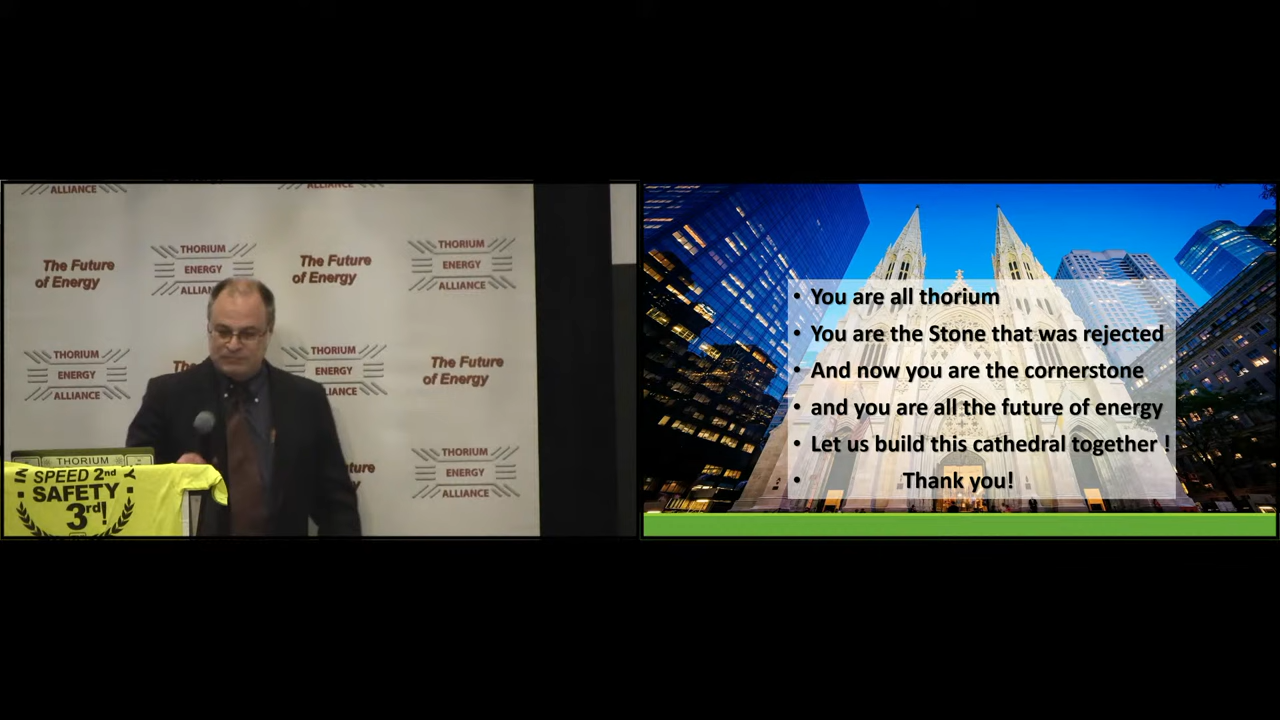 ALLIANCE
ALLIANCE
The Future
of Energy
THORIUM
ENERGY
ALLIANCE
The Future
of Energy
THORIUM
ENERGY
ALLIANCE
THORIUM
ENERGY
ALLIANCE
THORIUM
ENERGY
ALLIANCE
The Future
of Energy
THORIUM
ENERGY
ALLIANCE
THORIUM
SPEED 2nd
SAFETY
3rd!
• You are all thorium
• You are the Stone that was rejected
• And now you are the cornerstone
• and you are all the future of energy
• Let us build this cathedral together !
• Thank you!